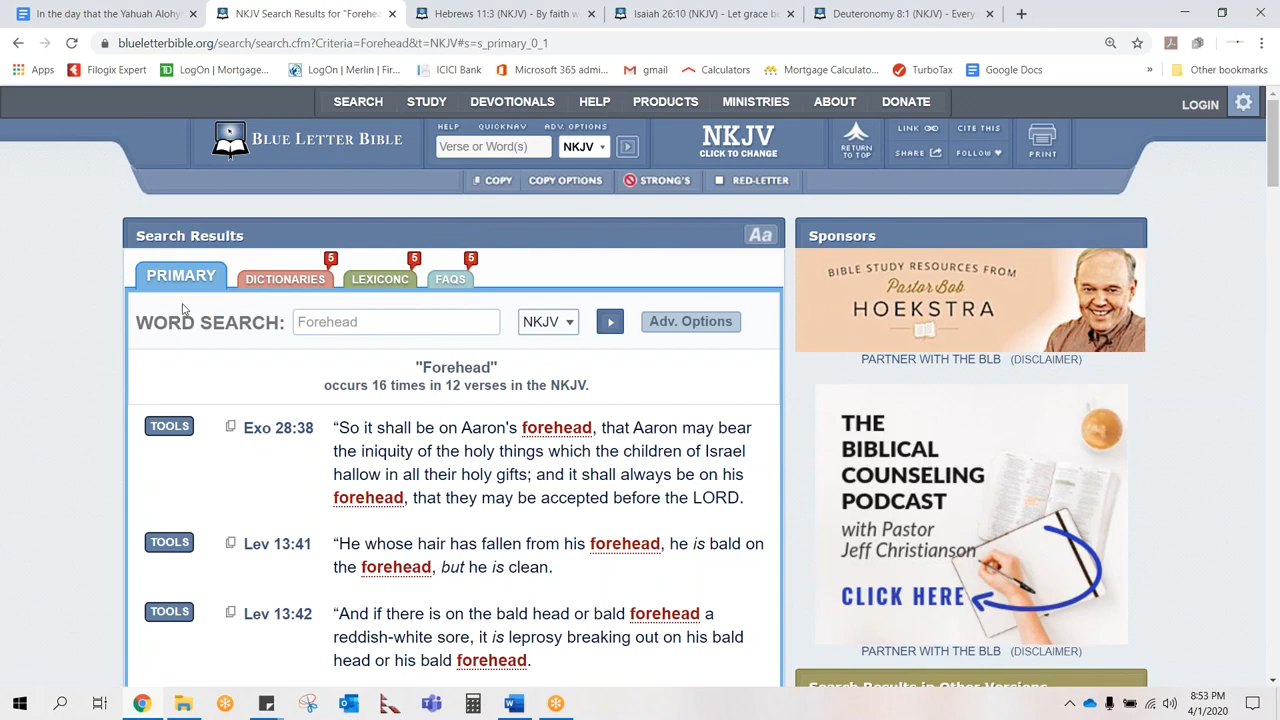 In the day that the Yahuah Alohy
NKJV Search Results for "Forehea
Hebrews 11:3 (NKJV) - By faith w
Isaiah 26:10 (NKJV) - Let grace b
Deuteronomy 8:1 (NKJV) - Every
blueletterbible.org/search/search.cfm?Criteria=Forehead&t=NKJV#s=s_primary_0_1
Apps
Filogix Expert
LogOn | Mortgage...
LogOn | Merlin | Fir...
ICICI Bank
Microsoft 365 admi...
gmail
Calculators
Mortgage Calculato...
TurboTax
Google Docs
»
Other bookmarks
SEARCH STUDY DEVOTIONALS HELP PRODUCTS MINISTRIES ABOUT DONATE
LOGIN
BLUE LETTER BIBLE
HELP QUICKNAV ADV. OPTIONS
Verse or Word(s) NKJV
NKJV
CLICK TO CHANGE
RETURN
TO TOP
LINK CITE THIS
SHARE FOLLOW
PRINT
COPY COPY OPTIONS STRONG'S RED-LETTER
Search Results Aa
PRIMARY DICTIONARIES 5 LEXICONC 5 FAQS 5
WORD SEARCH: Forehead NKJV Adv. Options
"Forehead"
occurs 16 times in 12 verses in the NKJV.
TOOLS Exo 28:38 “So it shall be on Aaron's forehead, that Aaron may bear
the iniquity of the holy things which the children of Israel
hallow in all their holy gifts; and it shall always be on his
forehead, that they may be accepted before the LORD.
TOOLS Lev 13:41 “He whose hair has fallen from his forehead, he is bald on
the forehead, but he is clean.
TOOLS Lev 13:42 “And if there is on the bald head or bald forehead a
reddish-white sore, it is leprosy breaking out on his bald
head or his bald forehead.
Sponsors
BIBLE STUDY RESOURCES FROM
Pastor Bob
HOEKSTRA
PARTNER WITH THE BLB (DISCLAIMER)
THE
BIBLICAL
COUNSELING
PODCAST
with Pastor
Jeff Christianson
CLICK HERE
PARTNER WITH THE BLB (DISCLAIMER)
Search Results in Other Versions
8:53 PM
4/1/2020